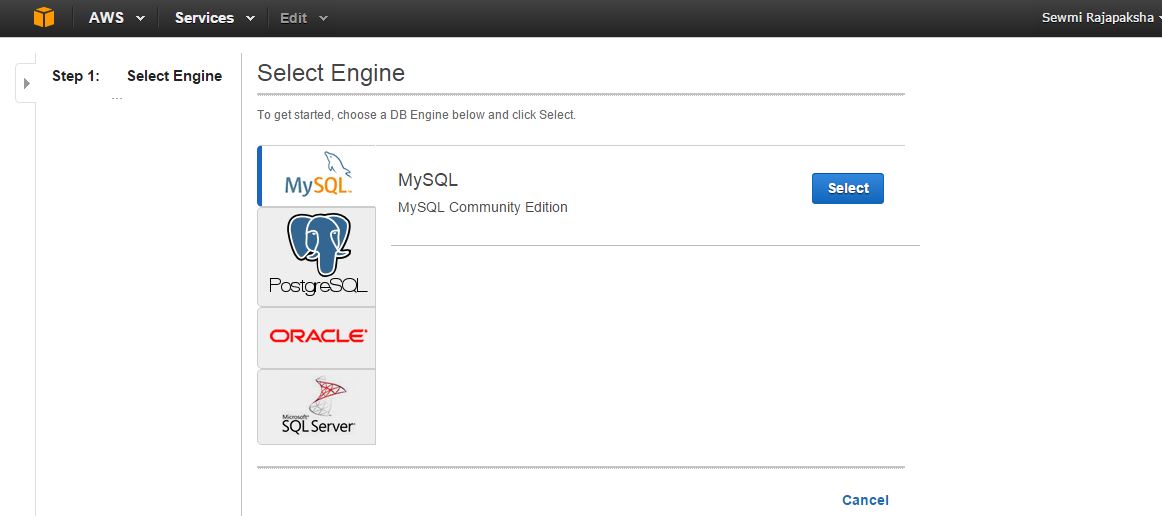 AWS Services Edit Sewmi Rajapaksha
Step 1: Select Engine
...
Select Engine
To get started, choose a DB Engine below and click Select.
MySQL
MySQL
MySQL Community Edition
Select
PostgreSQL
ORACLE
Microsoft
SQL Server
Cancel